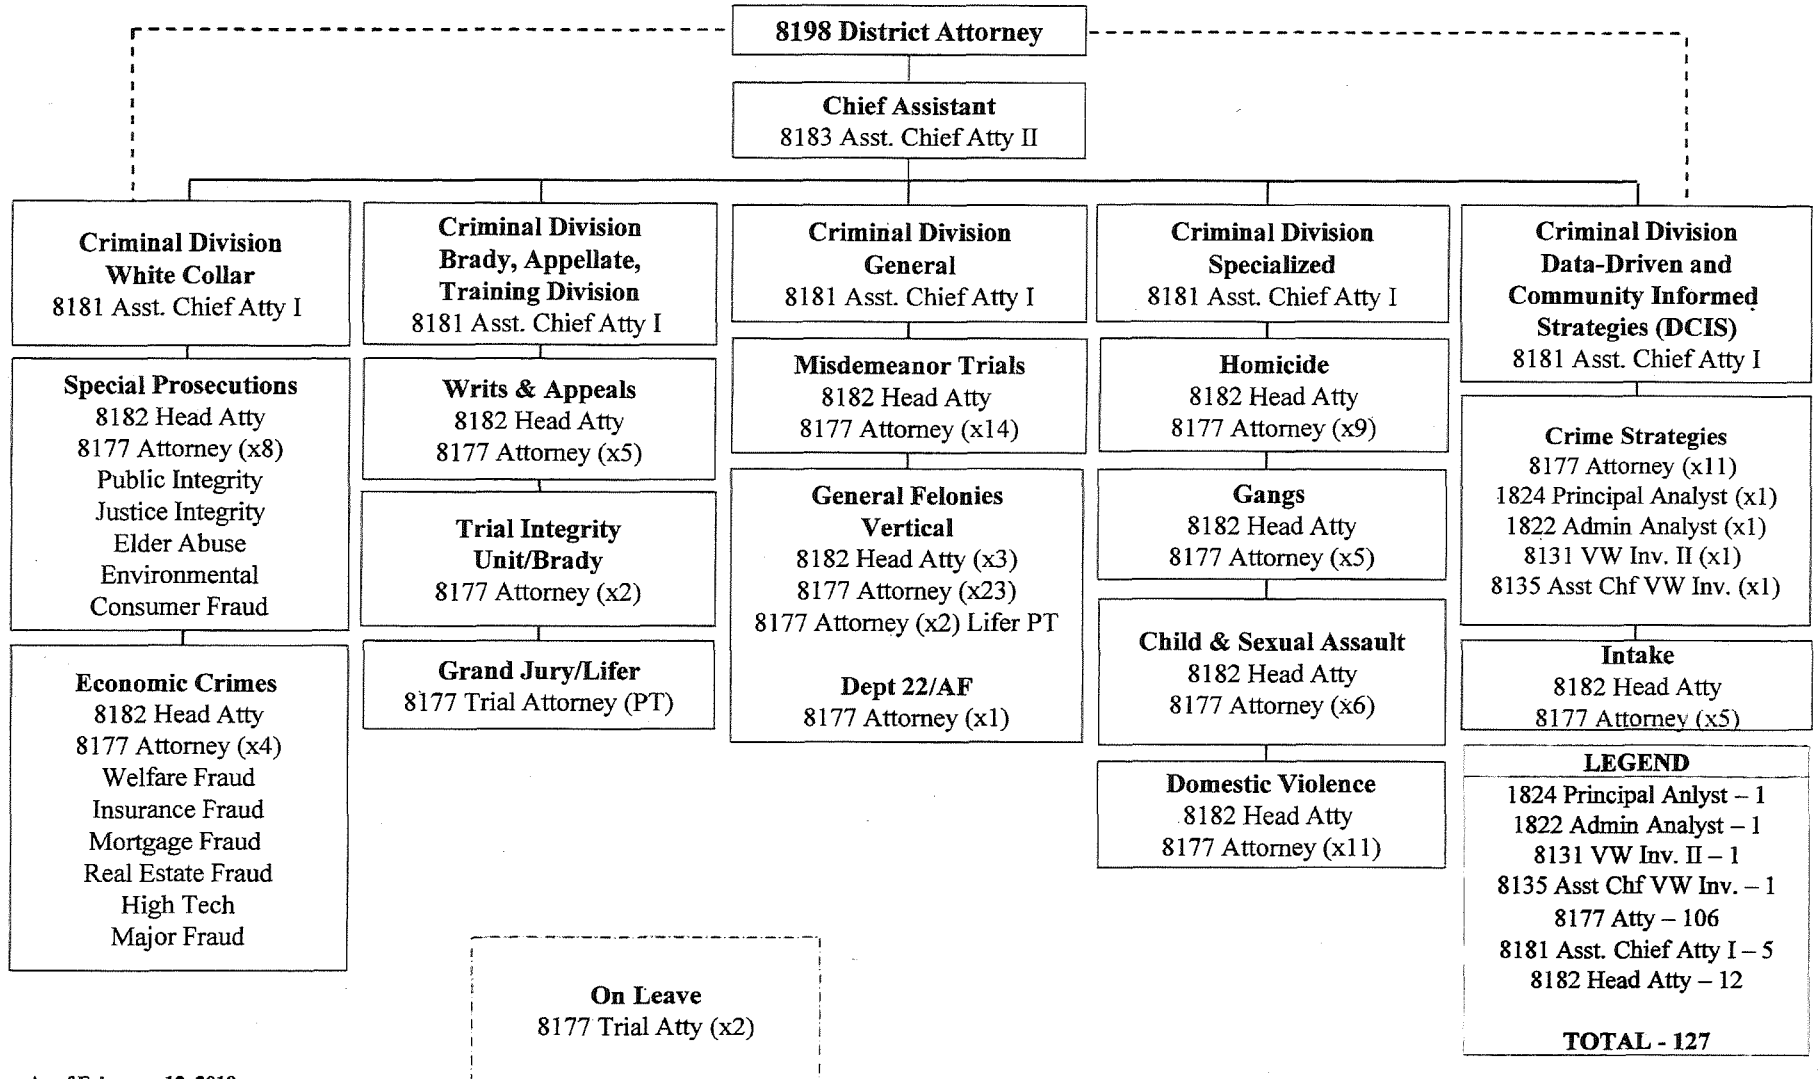 8198 District Attorney
Chief Assistant
8183 Asst. Chief Atty II
Criminal Division
White Collar
8181 Asst. Chief Atty I
Special Prosecutions
8182 Head Atty
8177 Attorney (x8)
Public Integrity
Justice Integrity
Elder Abuse
Environmental
Consumer Fraud
Economic Crimes
8182 Head Atty
8177 Attorney (x4)
Welfare Fraud
Insurance Fraud
Mortgage Fraud
Real Estate Fraud
High Tech
Major Fraud
Criminal Division
Brady, Appellate,
Training Division
8181 Asst. Chief Atty I
Writs & Appeals
8182 Head Atty
8177 Attorney (x5)
Trial Integrity
Unit/Brady
8177 Attorney (x2)
Grand Jury/Lifer
8177 Trial Attorney (PT)
Criminal Division
General
8181 Asst. Chief Atty I
Misdemeanor Trials
8182 Head Atty
8177 Attorney (x14)
General Felonies
Vertical
8182 Head Atty (x3)
8177 Attorney (x23)
8177 Attorney (x2) Lifer PT
Dept 22/AF
8177 Attorney (x1)
Criminal Division
Specialized
8181 Asst. Chief Atty I
Homicide
8182 Head Atty
8177 Attorney (x9)
Gangs
8182 Head Atty
8177 Attorney (x5)
Child & Sexual Assault
8182 Head Atty
8177 Attorney (x6)
Domestic Violence
8182 Head Atty
8177 Attorney (x11)
Criminal Division
Data-Driven and
Community Informed
Strategies (DCIS)
8181 Asst. Chief Atty I
Crime Strategies
8177 Attorney (x11)
1824 Principal Analyst (x1)
1822 Admin Analyst (x1)
8131 VW Inv. II (x1)
8135 Asst Chf VW Inv. (x1)
Intake
8182 Head Atty
8177 Attorney (x5)
LEGEND
1824 Principal Anlyst – 1
1822 Admin Analyst – 1
8131 VW Inv. II – 1
8135 Asst Chf VW Inv. – 1
8177 Atty – 106
8181 Asst. Chief Atty I – 5
8182 Head Atty – 12
TOTAL - 127
On Leave
8177 Trial Atty (x2)